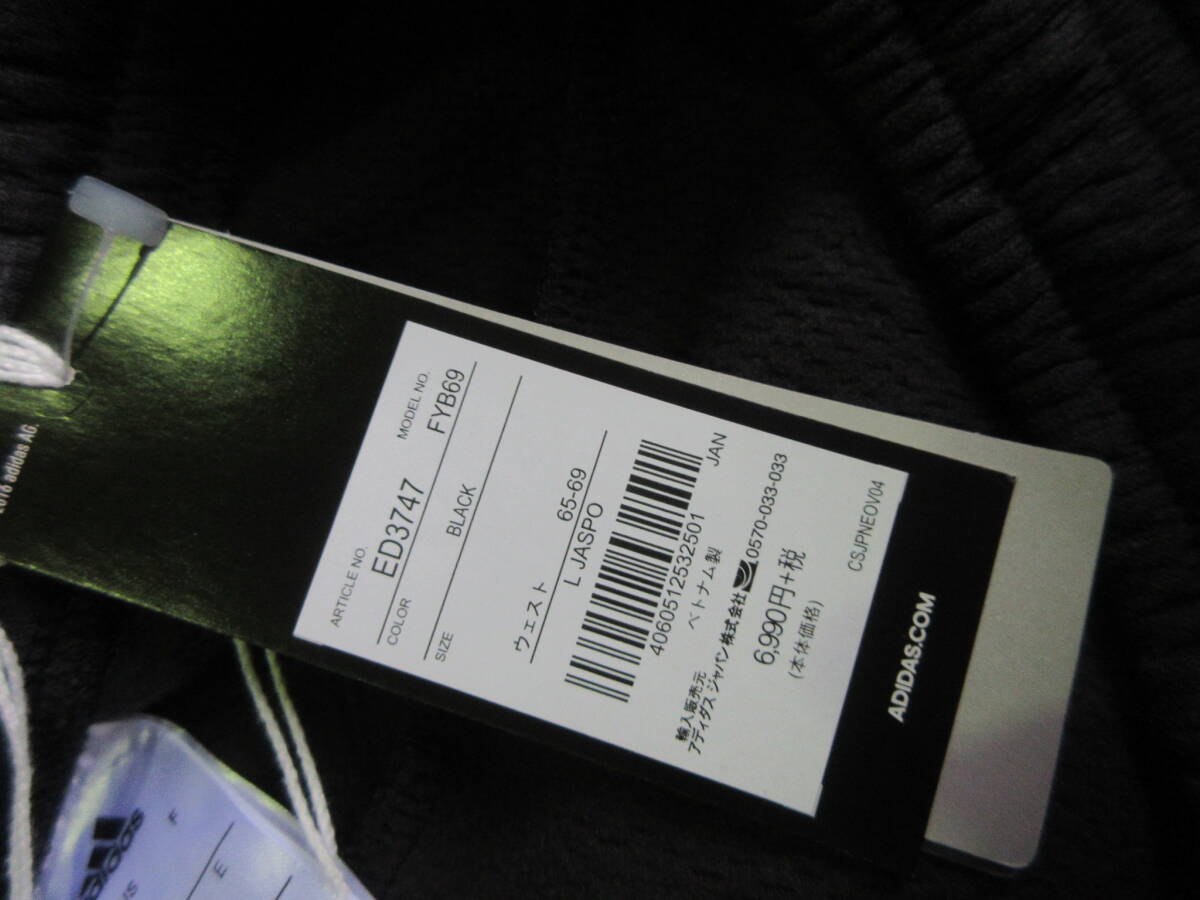 ARTICLE NO.
MODEL NO.
ED3747
FYB69
COLOR
BLACK
SIZE
ウェスト
65-69
L JASPO
4060512532501
JAN
ベトナム製
輸入販売元
アディダス ジャパン株式会社 0570-033-033
6,990円+税
(本体価格)
CSJPNEOV04
ADIDAS.COM
adidas AG.
adidas
F
E